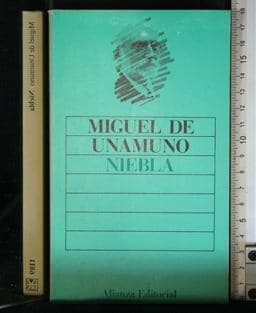 Miguel de Unamuno: Niebla
MIGUEL DE
UNAMUNO
NIEBLA
Alianza Editorial